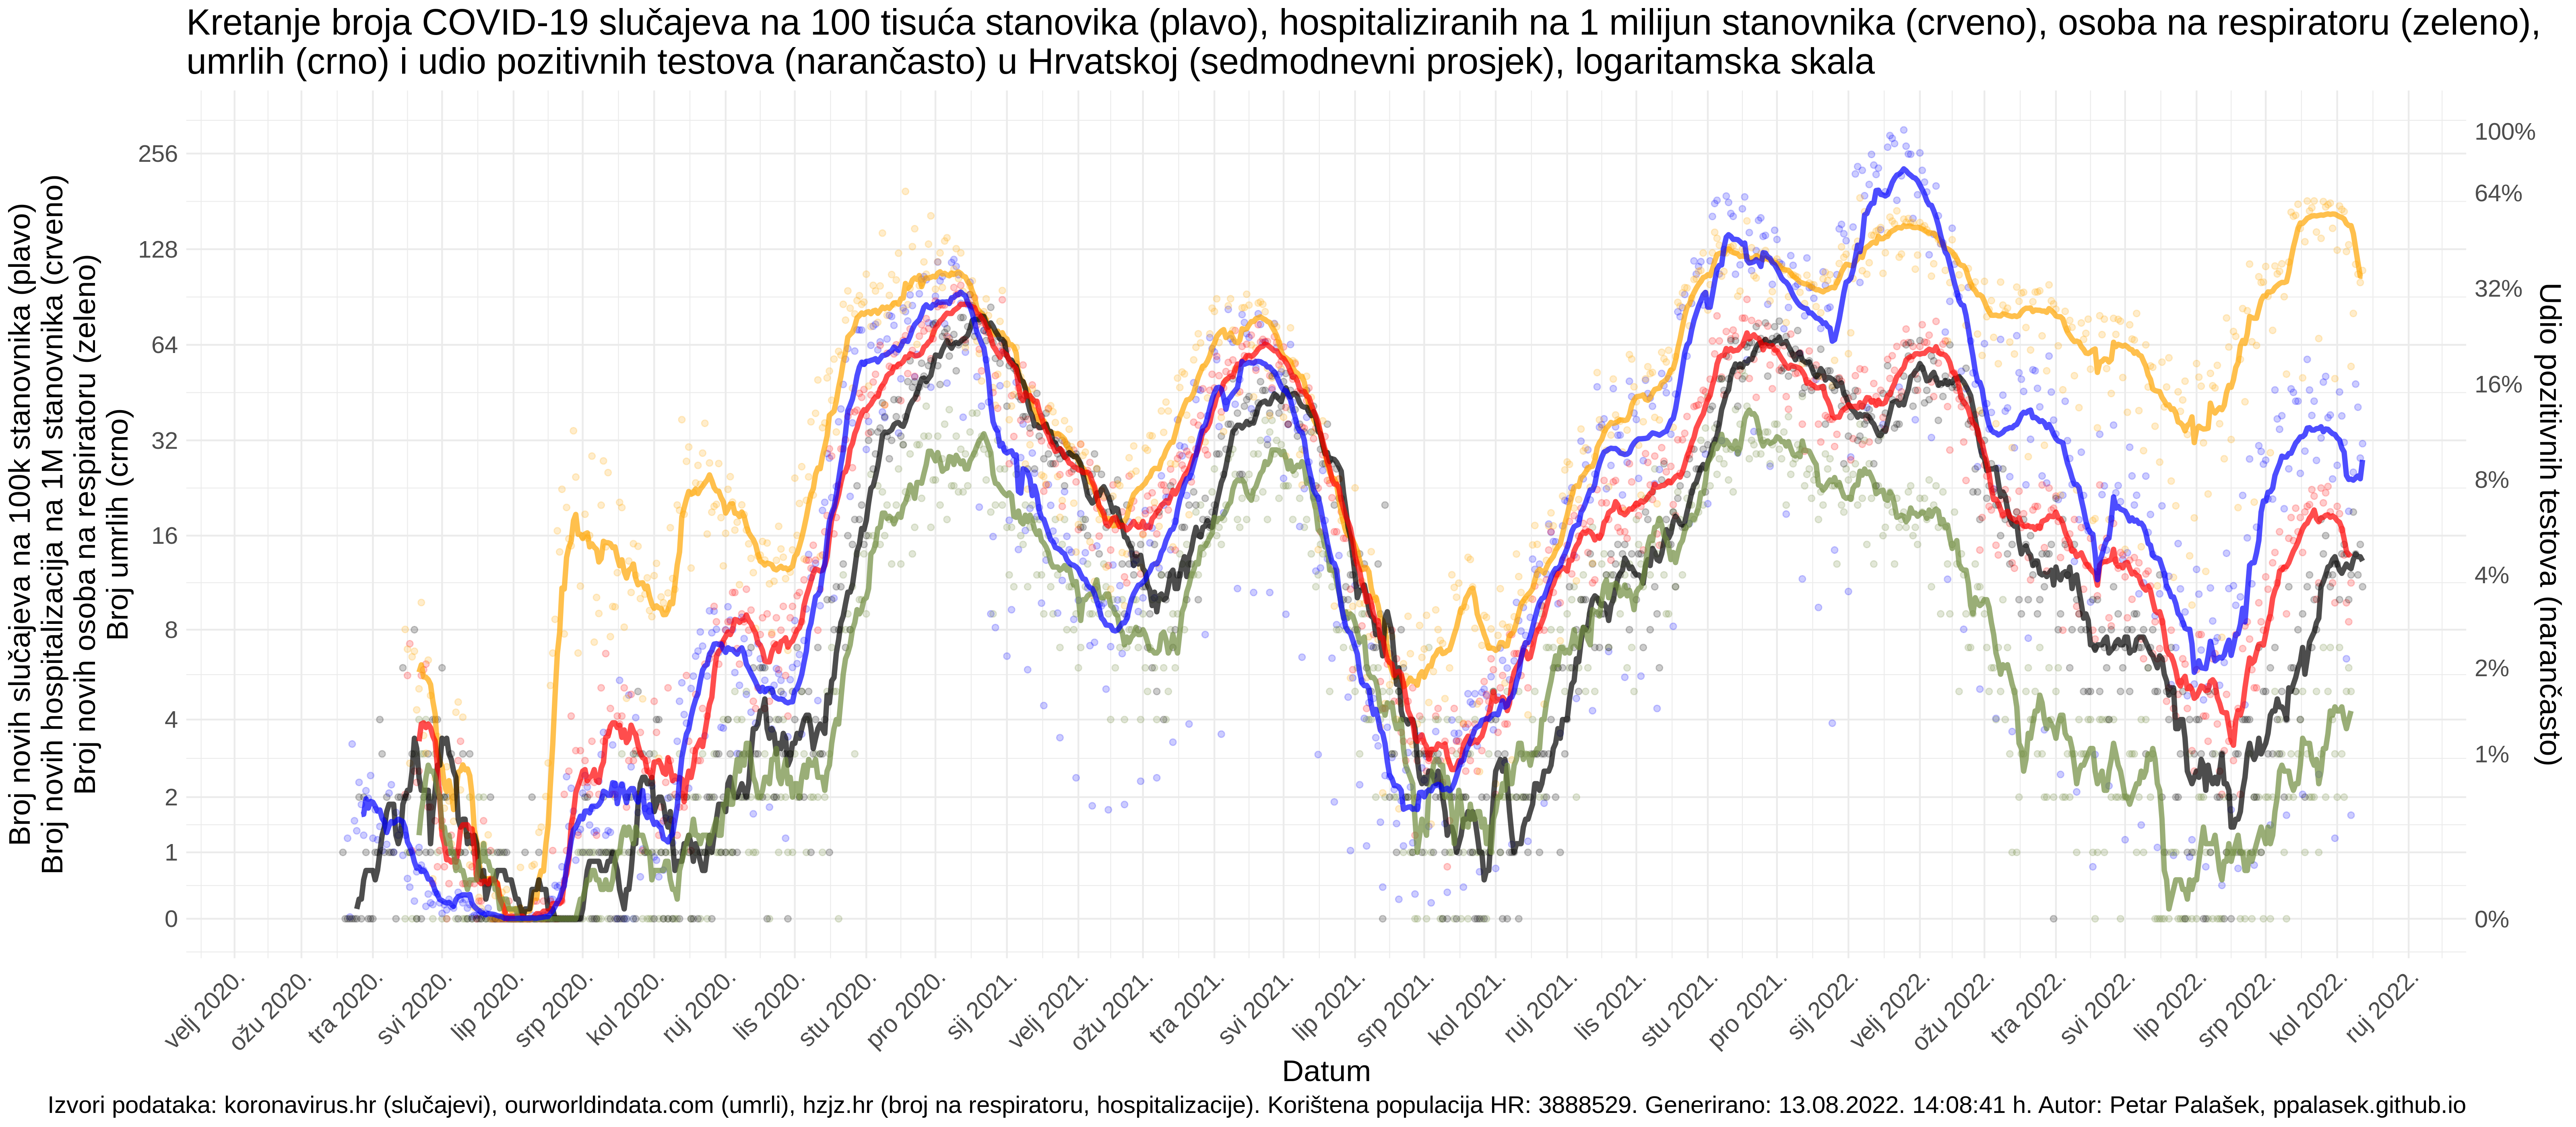 Kretanje broja COVID-19 slučajeva na 100 tisuća stanovika (plavo), hospitaliziranih na 1 milijun stanovnika (crveno), osoba na respiratoru (zeleno),
umrlih (crno) i udio pozitivnih testova (narančasto) u Hrvatskoj (sedmodnevni prosjek), logaritamska skala
Broj novih slučajeva na 100k stanovnika (plavo)
Broj novih hospitalizacija na 1M stanovnika (crveno)
Broj novih osoba na respiratoru (zeleno)
Broj umrlih (crno)
256
128
64
32
16
8
4
2
1
0
100%
64%
32%
16%
8%
4%
2%
1%
0%
Udio pozitivnih testova (narančasto)
velj 2020.
ožu 2020.
tra 2020.
svi 2020.
lip 2020.
srp 2020.
kol 2020.
ruj 2020.
lis 2020.
stu 2020.
pro 2020.
sij 2021.
velj 2021.
ožu 2021.
tra 2021.
svi 2021.
lip 2021.
srp 2021.
kol 2021.
ruj 2021.
lis 2021.
stu 2021.
pro 2021.
sij 2022.
velj 2022.
ožu 2022.
tra 2022.
svi 2022.
lip 2022.
srp 2022.
kol 2022.
ruj 2022.
Datum
Izvori podataka: koronavirus.hr (slučajevi), ourworldindata.com (umrli), hzjz.hr (broj na respiratoru, hospitalizacije). Korištena populacija HR: 3888529. Generirano: 13.08.2022. 14:08:41 h. Autor: Petar Palašek, ppalasek.github.io